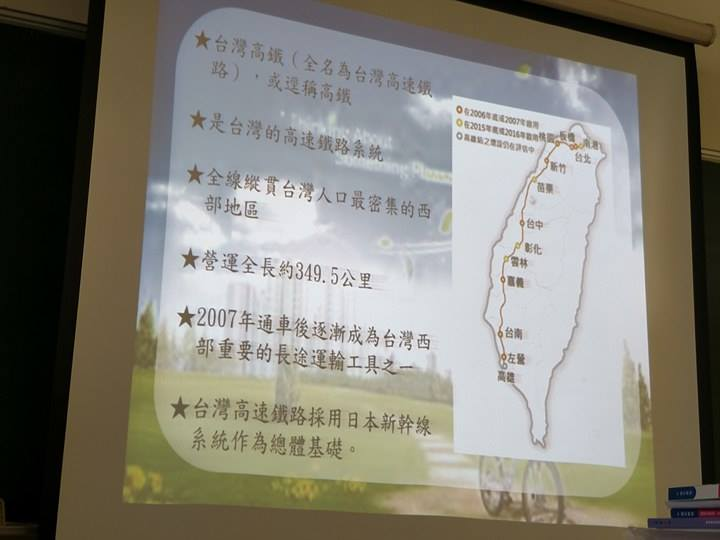 ★台灣高鐵（全名為台灣高速鐵
路），或逕稱高鐵
★是台灣的高速鐵路系統
★全線縱貫台灣人口最密集的西
部地區
★營運全長約349.5公里
★2007年通車後逐漸成為台灣西
部重要的長途運輸工具之一
★台灣高速鐵路採用日本新幹線
系統作為總體基礎。
在2006年底或2007年啟用
在2015年底或2016年啟用
高雄站之增設仍在評估中
南港
台北
板橋
桃園
新竹
苗栗
台中
彰化
雲林
嘉義
台南
左營
高雄